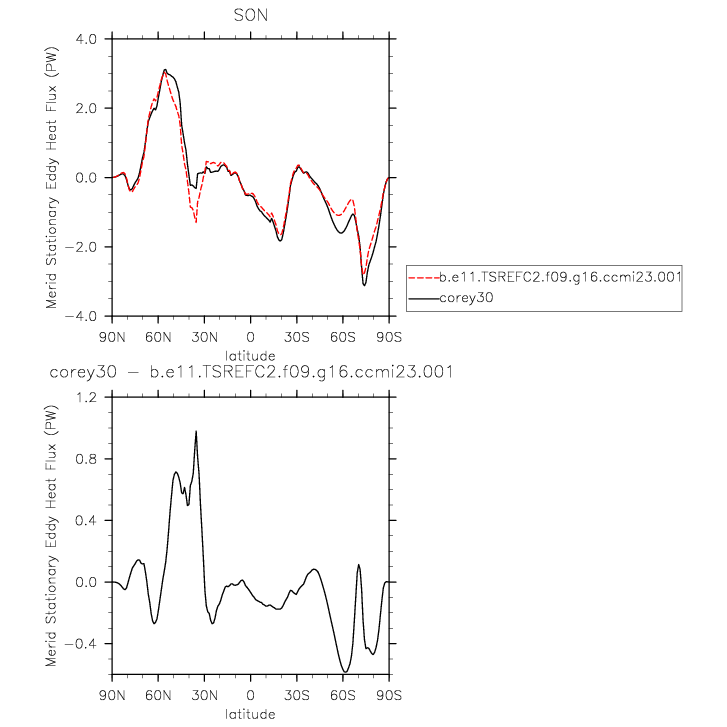 SON
Merid Stationary Eddy Heat Flux (PW)
4.0
2.0
0.0
−2.0
−4.0
90N 60N 30N 0 30S 60S 90S
latitude
b.e11.TSREFC2.f09.g16.ccmi23.001
corey30
corey30 − b.e11.TSREFC2.f09.g16.ccmi23.001
Merid Stationary Eddy Heat Flux (PW)
1.2
0.8
0.4
0.0
−0.4
90N 60N 30N 0 30S 60S 90S
latitude